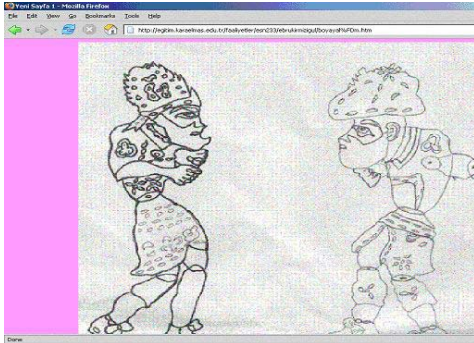 Yeni Sayfa 1 - Mozilla Firefox
File Edit View Go Bookmarks Tools Help
http://egitim.karaelmas.edu.tr/faaliyetler/esn233/ebrukirmizigul/boyaya%FDm.htm
Done